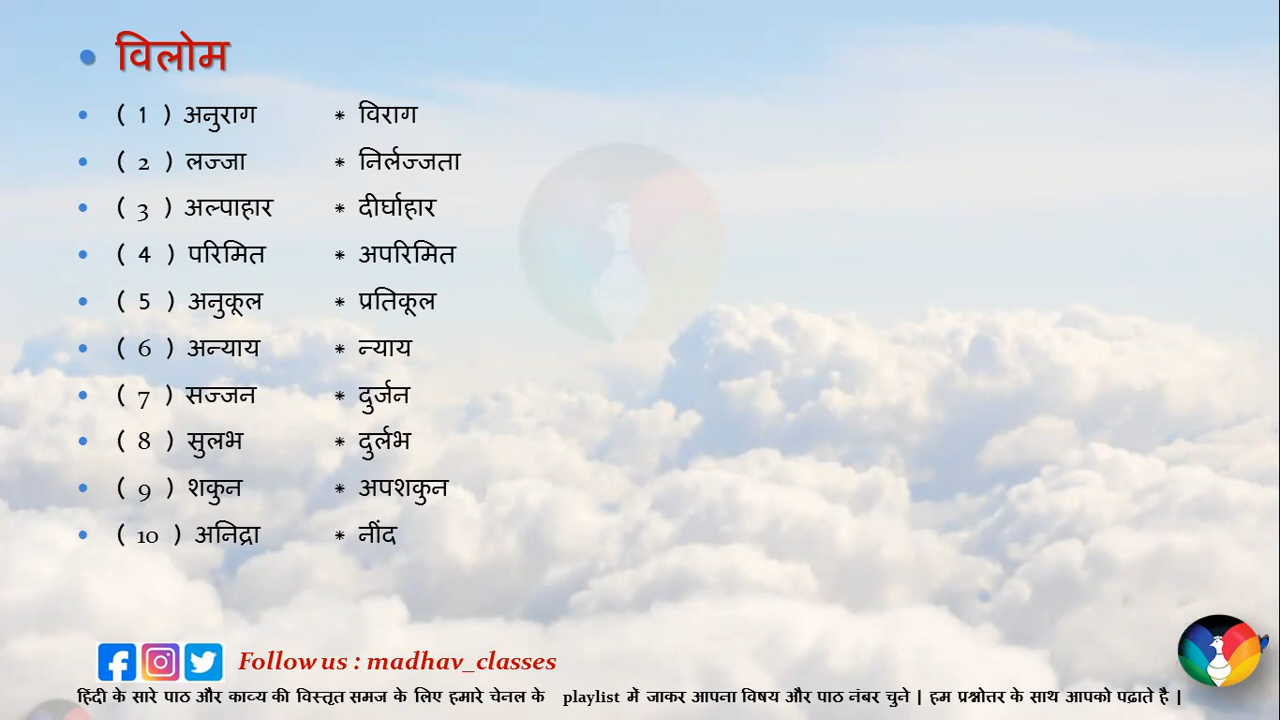 विलोम
( 1 ) अनुराग * विराग
( 2 ) लज्जा * निर्लज्जता
( 3 ) अल्पाहार * दीर्घाहार
( 4 ) परिमित * अपरिमित
( 5 ) अनुकूल * प्रतिकूल
( 6 ) अन्याय * न्याय
( 7 ) सज्जन * दुर्जन
( 8 ) सुलभ * दुर्लभ
( 9 ) शकुन * अपशकुन
( 10 ) अनिद्रा * नींद
Follow us : madhav_classes
हिंदी के सारे पाठ और काव्य की विस्तृत समज के लिए हमारे चेनल के playlist में जाकर आपना विषय और पाठ नंबर चुने | हम प्रश्नोत्तर के साथ आपको पढ़ाते है |